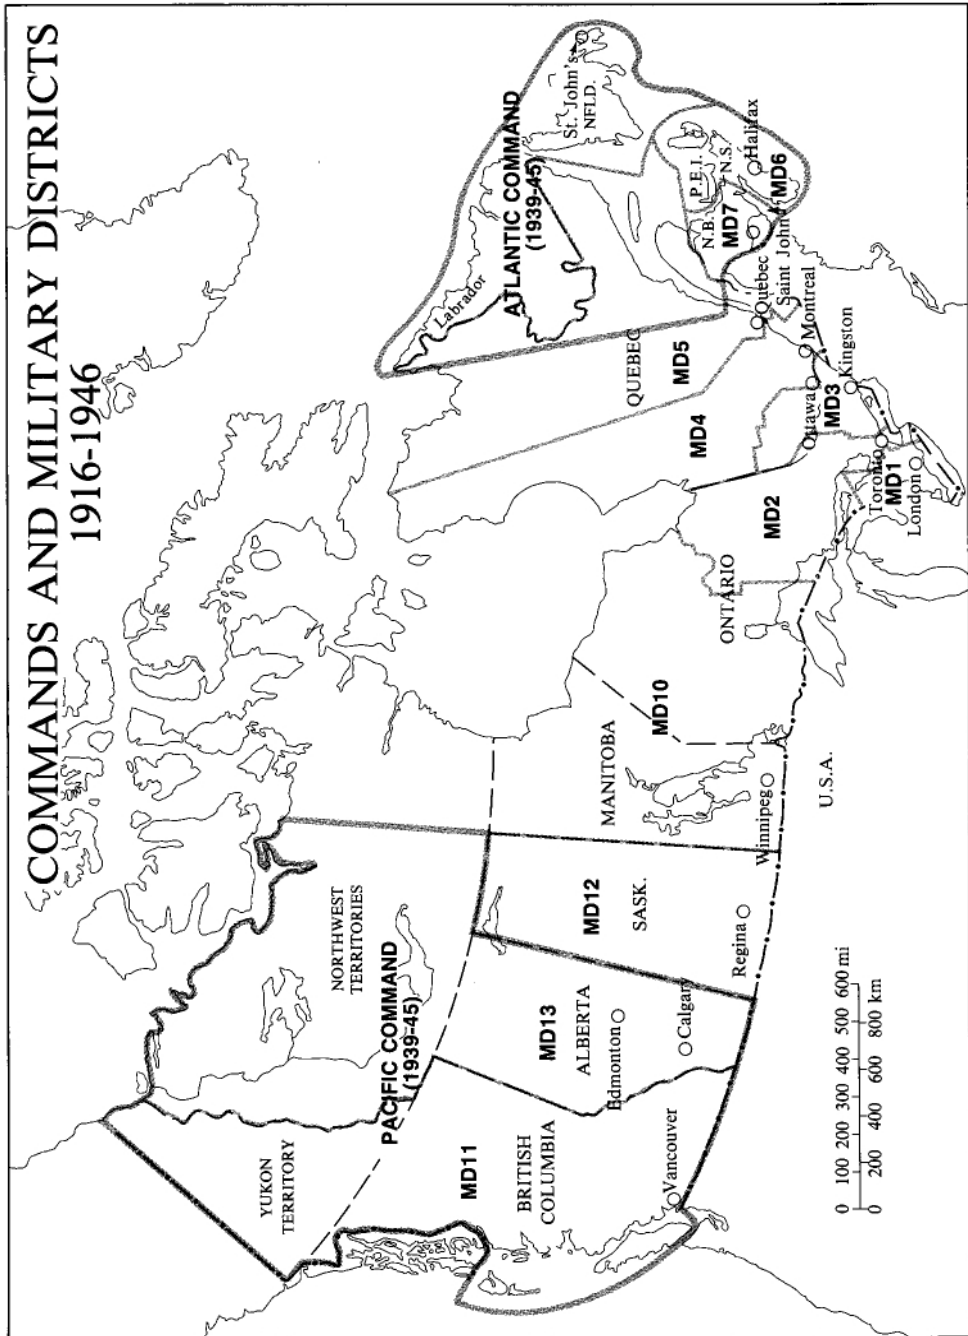 COMMANDS AND MILITARY DISTRICTS
1916-1946
YUKON
TERRITORY
NORTHWEST
TERRITORIES
PACIFIC COMMAND
(1939-45)
MD11
BRITISH
COLUMBIA
Vancouver
MD13
ALBERTA
Edmonton
Calgary
MD12
SASK.
Regina
MANITOBA
Winnipeg
MD10
U.S.A.
ONTARIO
MD2
MD4
QUEBEC
MD5
Labrador
ATLANTIC COMMAND
(1939-45)
St. John's
NFLD.
P.E.I.
N.S.
Halifax
MD6
N.B.
MD7
Saint John
Quebec
Montreal
Kingston
Ottawa
MD3
Toronto
MD1
London
0 100 200 300 400 500 600 mi
0 200 400 600 800 km